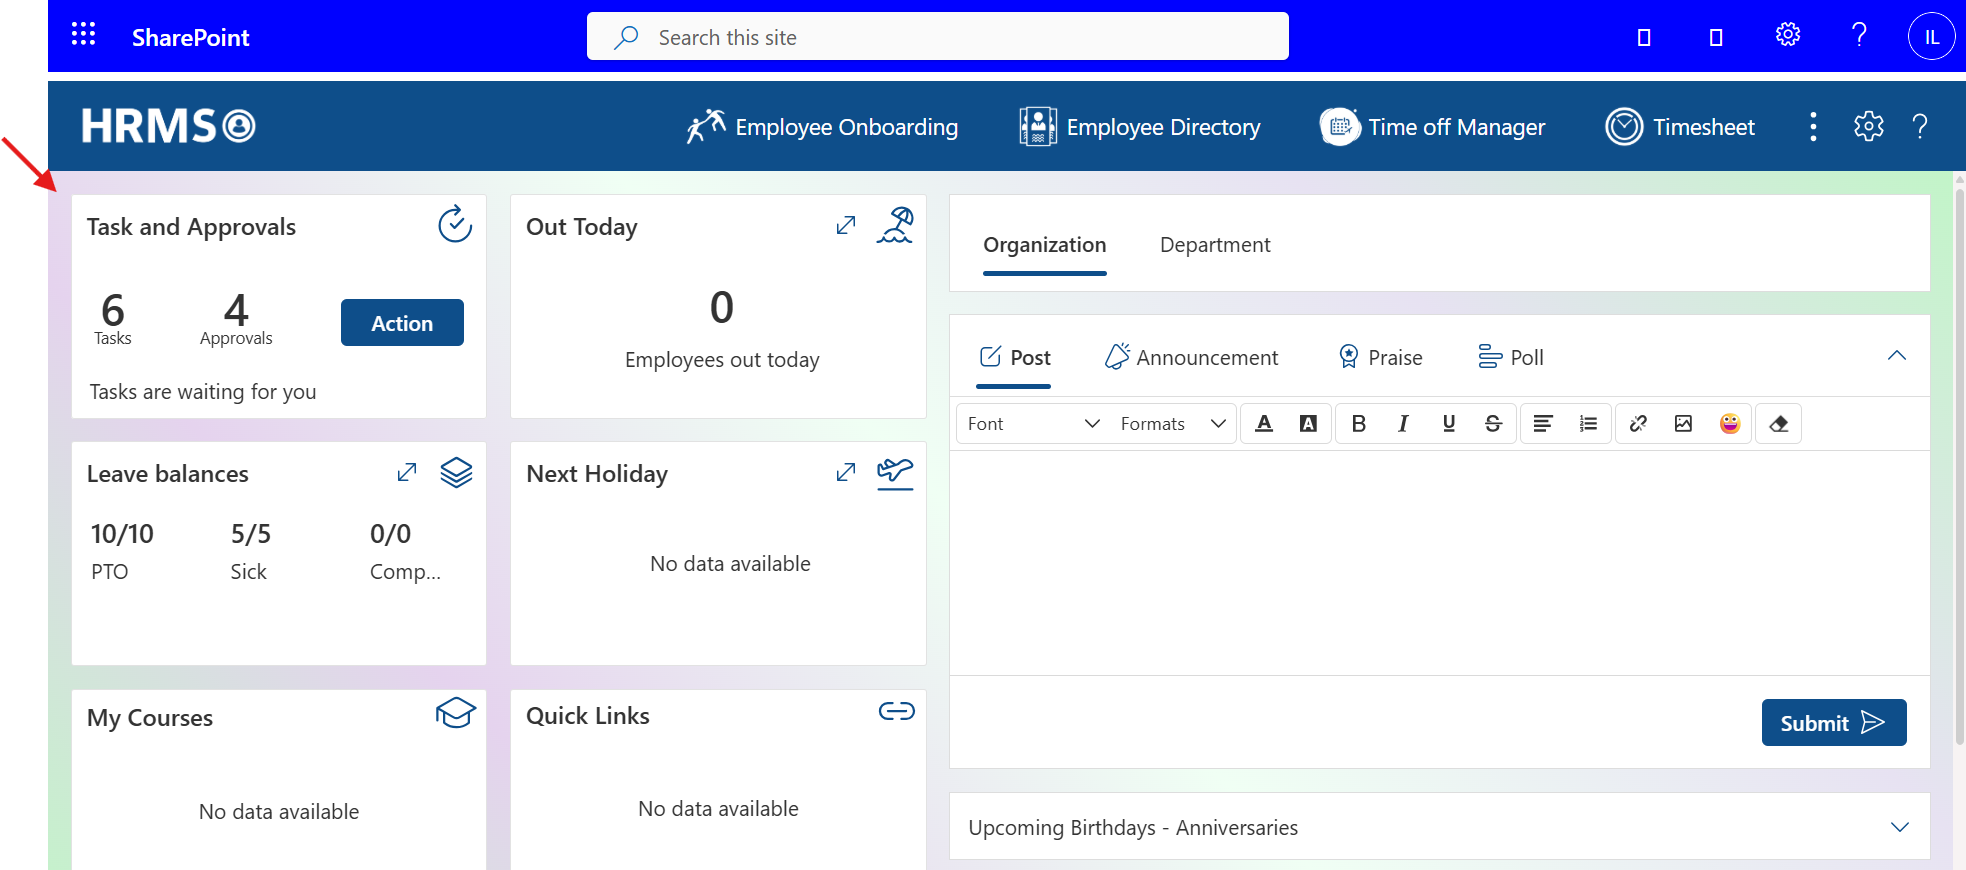 SharePoint
Search this site
IL
HRMS
Employee Onboarding
Employee Directory
Time off Manager
Timesheet
Task and Approvals
6
Tasks
4
Approvals
Action
Tasks are waiting for you
Out Today
0
Employees out today
Organization
Department
Post
Announcement
Praise
Poll
Font
Formats
Leave balances
10/10
PTO
5/5
Sick
0/0
Comp...
Next Holiday
No data available
Submit
My Courses
No data available
Quick Links
No data available
Upcoming Birthdays - Anniversaries